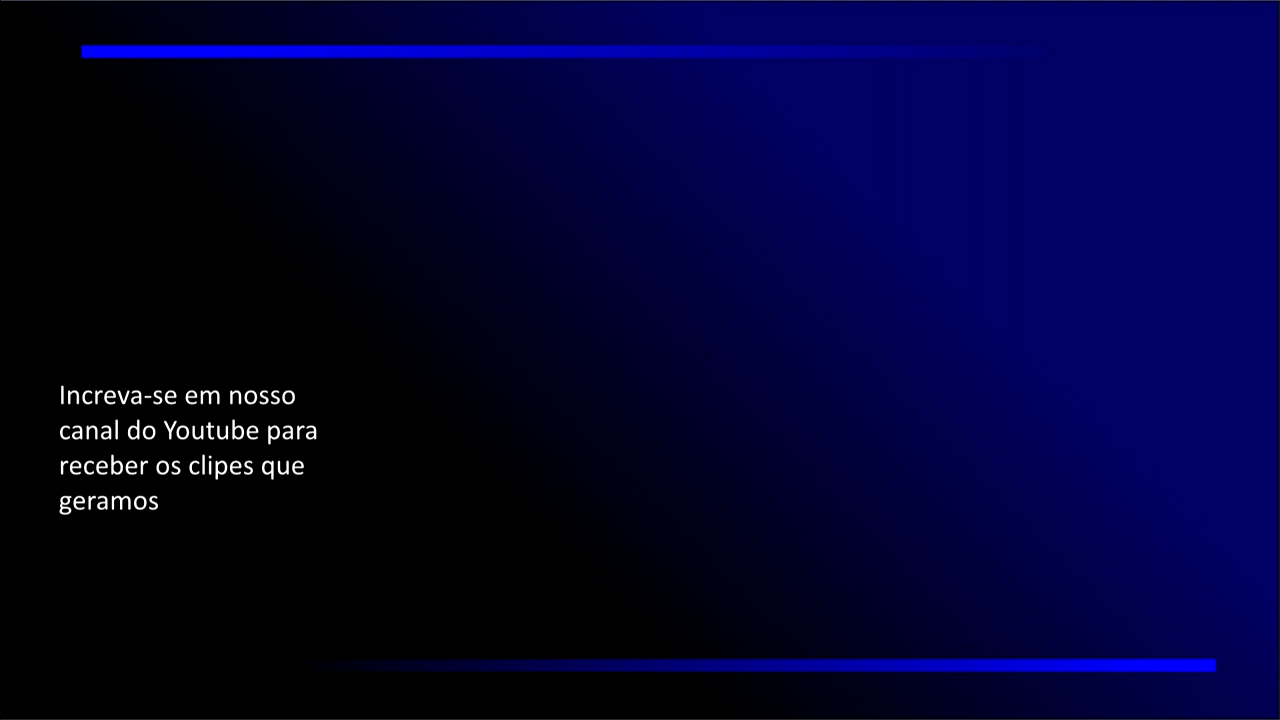 Increva-se em nosso
canal do Youtube para
receber os clipes que
geramos